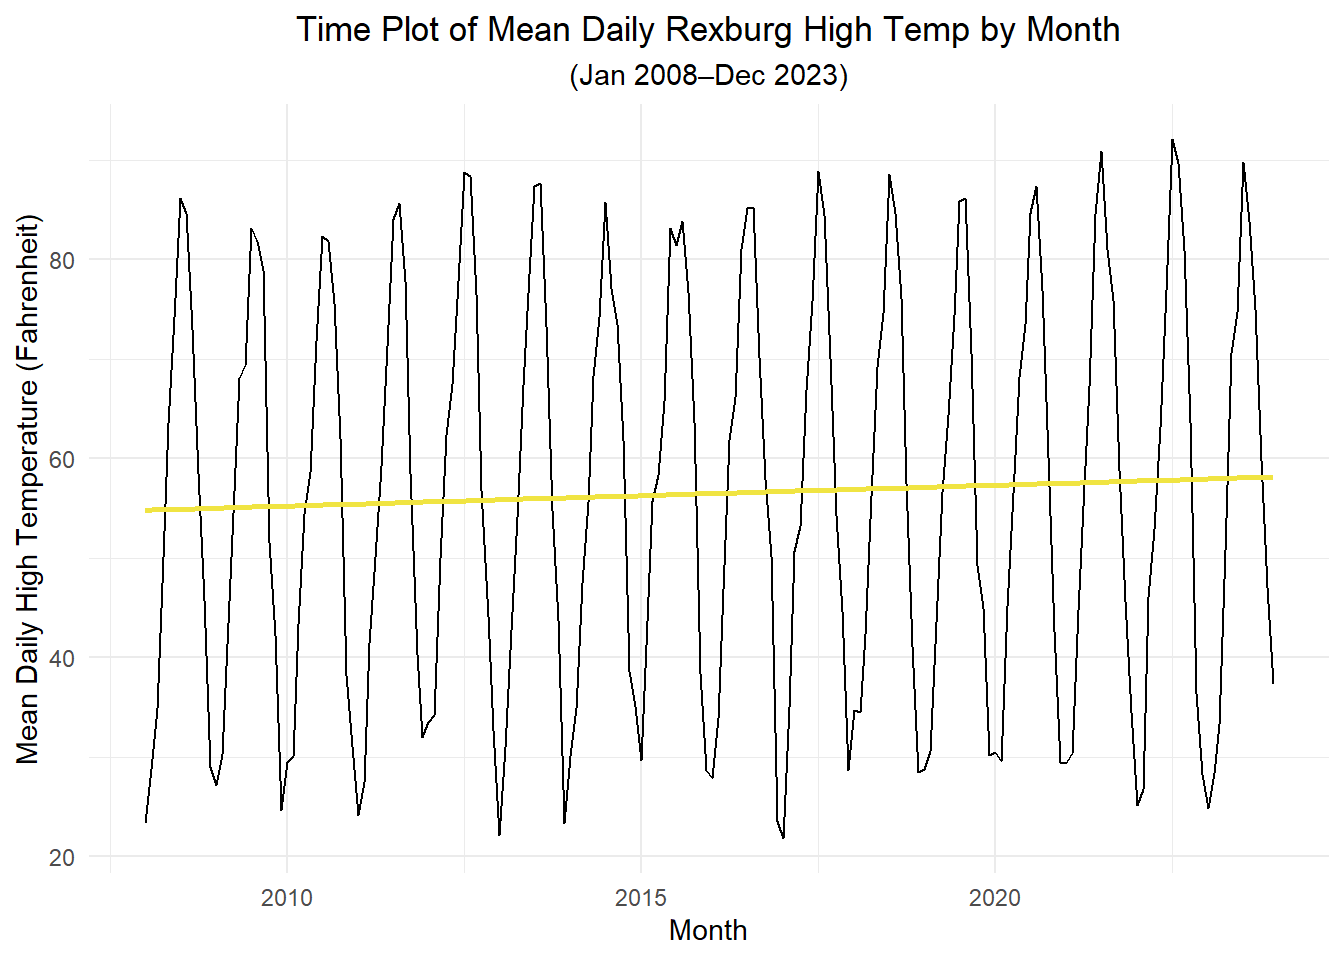 Time Plot of Mean Daily Rexburg High Temp by Month
(Jan 2008–Dec 2023)
Mean Daily High Temperature (Fahrenheit)
80
60
40
20
2010
2015
2020
Month